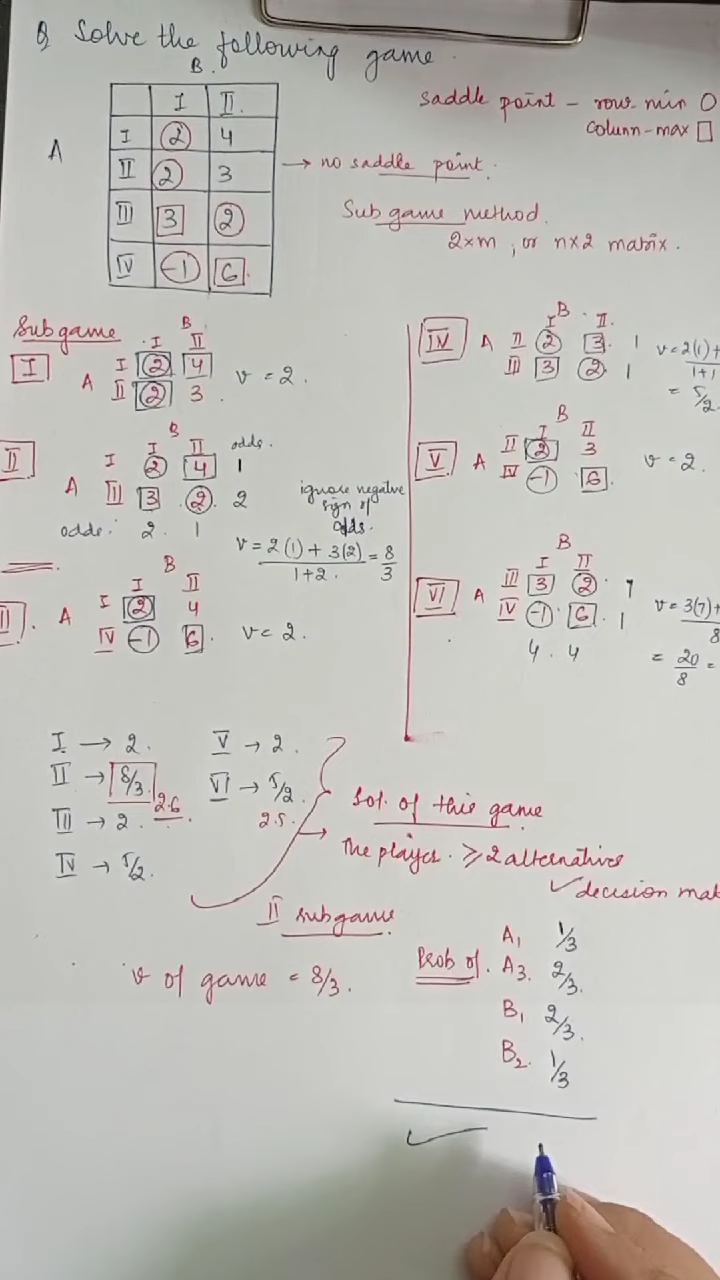 Q Solve the following game.
B.
I II.
A I 2 4
II 2 3
III 3 2
IV -1 6.
saddle point - row min O
column-max □
→ no saddle point.
Sub game method.
2×m, or n×2 matrix.
Subgame
I
B
I II
A I 2 4
II 2 3
v = 2.
II
B
I II odds.
A I 2 4 1
III 3 2 2
odds: 2. 1
ignore negative
sign of
odds.
v = 2(1) + 3(2) = 8
1+2. 3
B
I II
A I 2 4
IV -1 6
v = 2.
IV
B
I II.
A II 2 3 1
III 3 2 1
v = 2(1)+
1+1
= 5/2.
V
B
I II
A II 2 3
IV -1 6
v = 2.
VI
B
I II
A III 3 2 7
IV -1 6 1
4. 4
v = 3(7)+
8
= 20 =
8
I → 2.
II → 8/3
2.6
III → 2.
IV → 5/2.
V → 2.
VI → 5/2.
2.5.
Sol. of this game
→ The player. ⩾2 alternatives
✓decision mat
II subgame
v of game = 8/3.
Prob of.
A1 1/3
A3. 2/3.
B1 2/3.
B2. 1/3